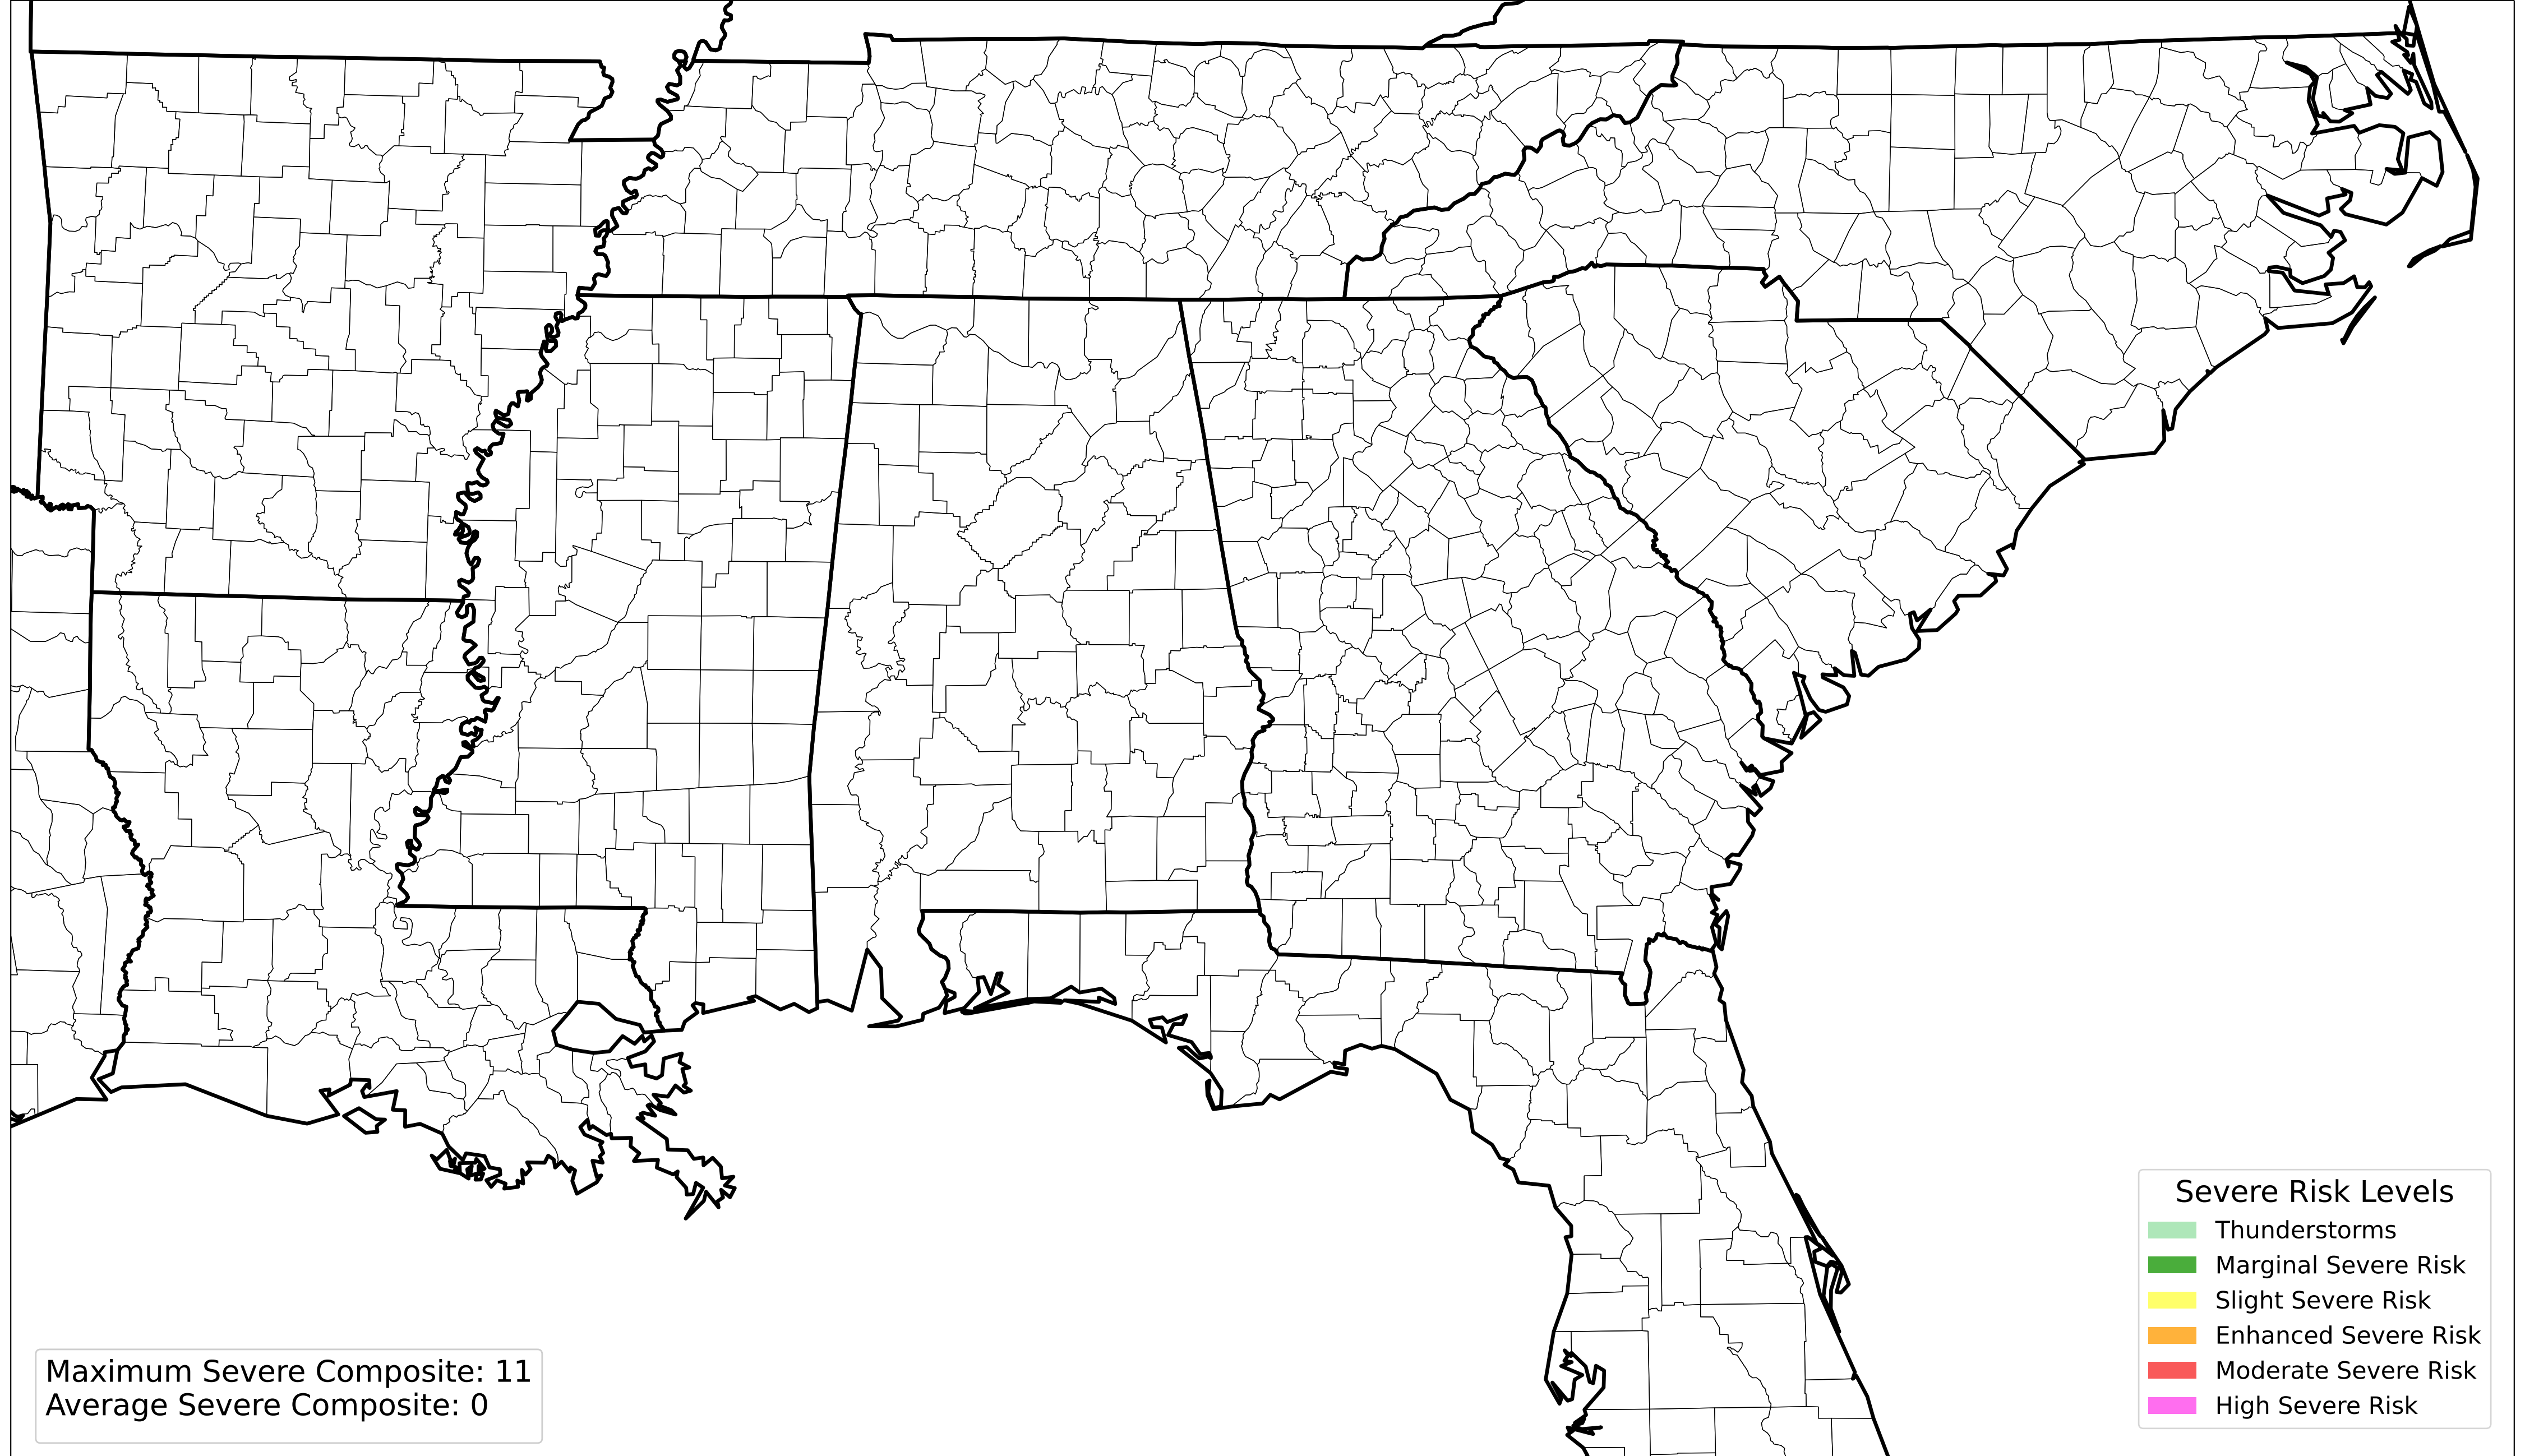 Maximum Severe Composite: 11
Average Severe Composite: 0
Severe Risk Levels
Thunderstorms
Marginal Severe Risk
Slight Severe Risk
Enhanced Severe Risk
Moderate Severe Risk
High Severe Risk